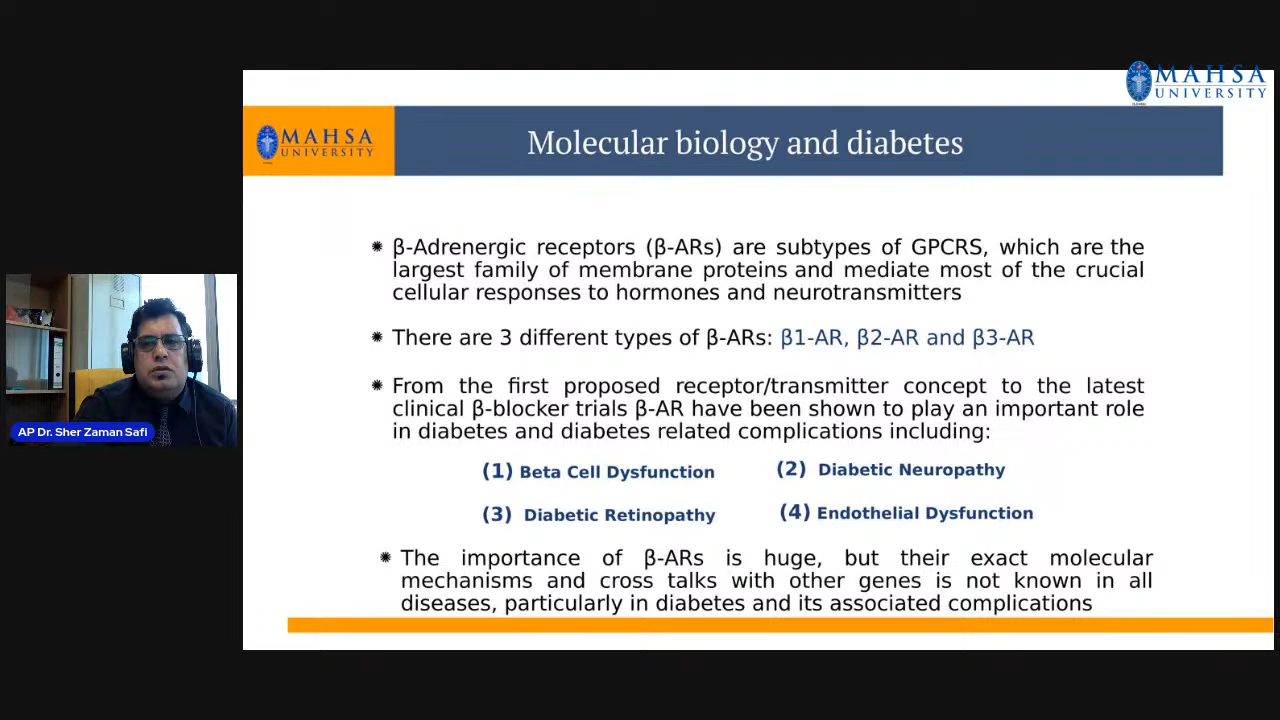 MAHSA
UNIVERSITY
MAHSA
UNIVERSITY
Molecular biology and diabetes
β-Adrenergic receptors (β-ARs) are subtypes of GPCRS, which are the
largest family of membrane proteins and mediate most of the crucial
cellular responses to hormones and neurotransmitters
There are 3 different types of β-ARs: β1-AR, β2-AR and β3-AR
From the first proposed receptor/transmitter concept to the latest
clinical β-blocker trials β-AR have been shown to play an important role
in diabetes and diabetes related complications including:
(1) Beta Cell Dysfunction
(2) Diabetic Neuropathy
(3) Diabetic Retinopathy
(4) Endothelial Dysfunction
The importance of β-ARs is huge, but their exact molecular
mechanisms and cross talks with other genes is not known in all
diseases, particularly in diabetes and its associated complications
AP Dr. Sher Zaman Safi